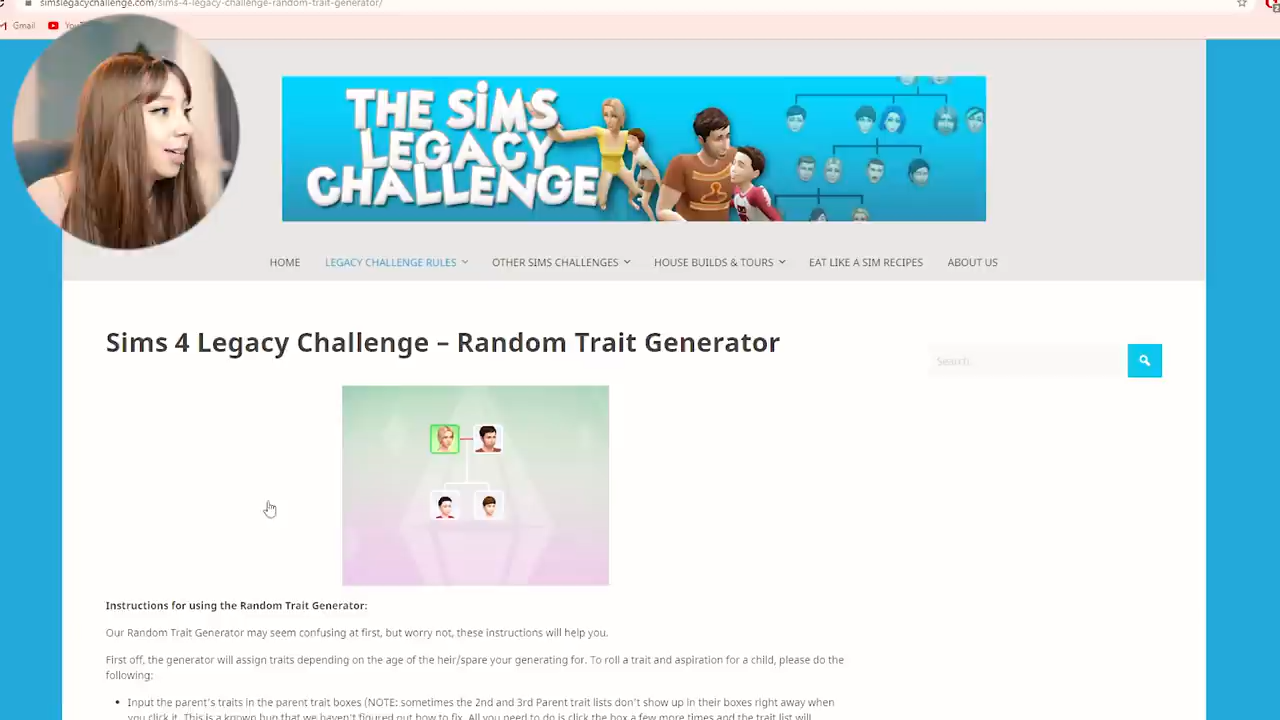 simslegacychallenge.com/sims-4-legacy-challenge-random-trait-generator/
Gmail
THE SiMS
LEGACY
CHALLENGE
HOME LEGACY CHALLENGE RULES OTHER SIMS CHALLENGES HOUSE BUILDS & TOURS EAT LIKE A SIM RECIPES ABOUT US
Sims 4 Legacy Challenge – Random Trait Generator
Search
Instructions for using the Random Trait Generator:
Our Random Trait Generator may seem confusing at first, but worry not, these instructions will help you.
First off, the generator will assign traits depending on the age of the heir/spare your generating for. To roll a trait and aspiration for a child, please do the
following:
• Input the parent's traits in the parent trait boxes (NOTE: sometimes the 2nd and 3rd Parent trait lists don't show up in their boxes right away when
you click it. This is a known bug that we haven't figured out how to fix. All you need to do is click the box a few more times and the trait list will